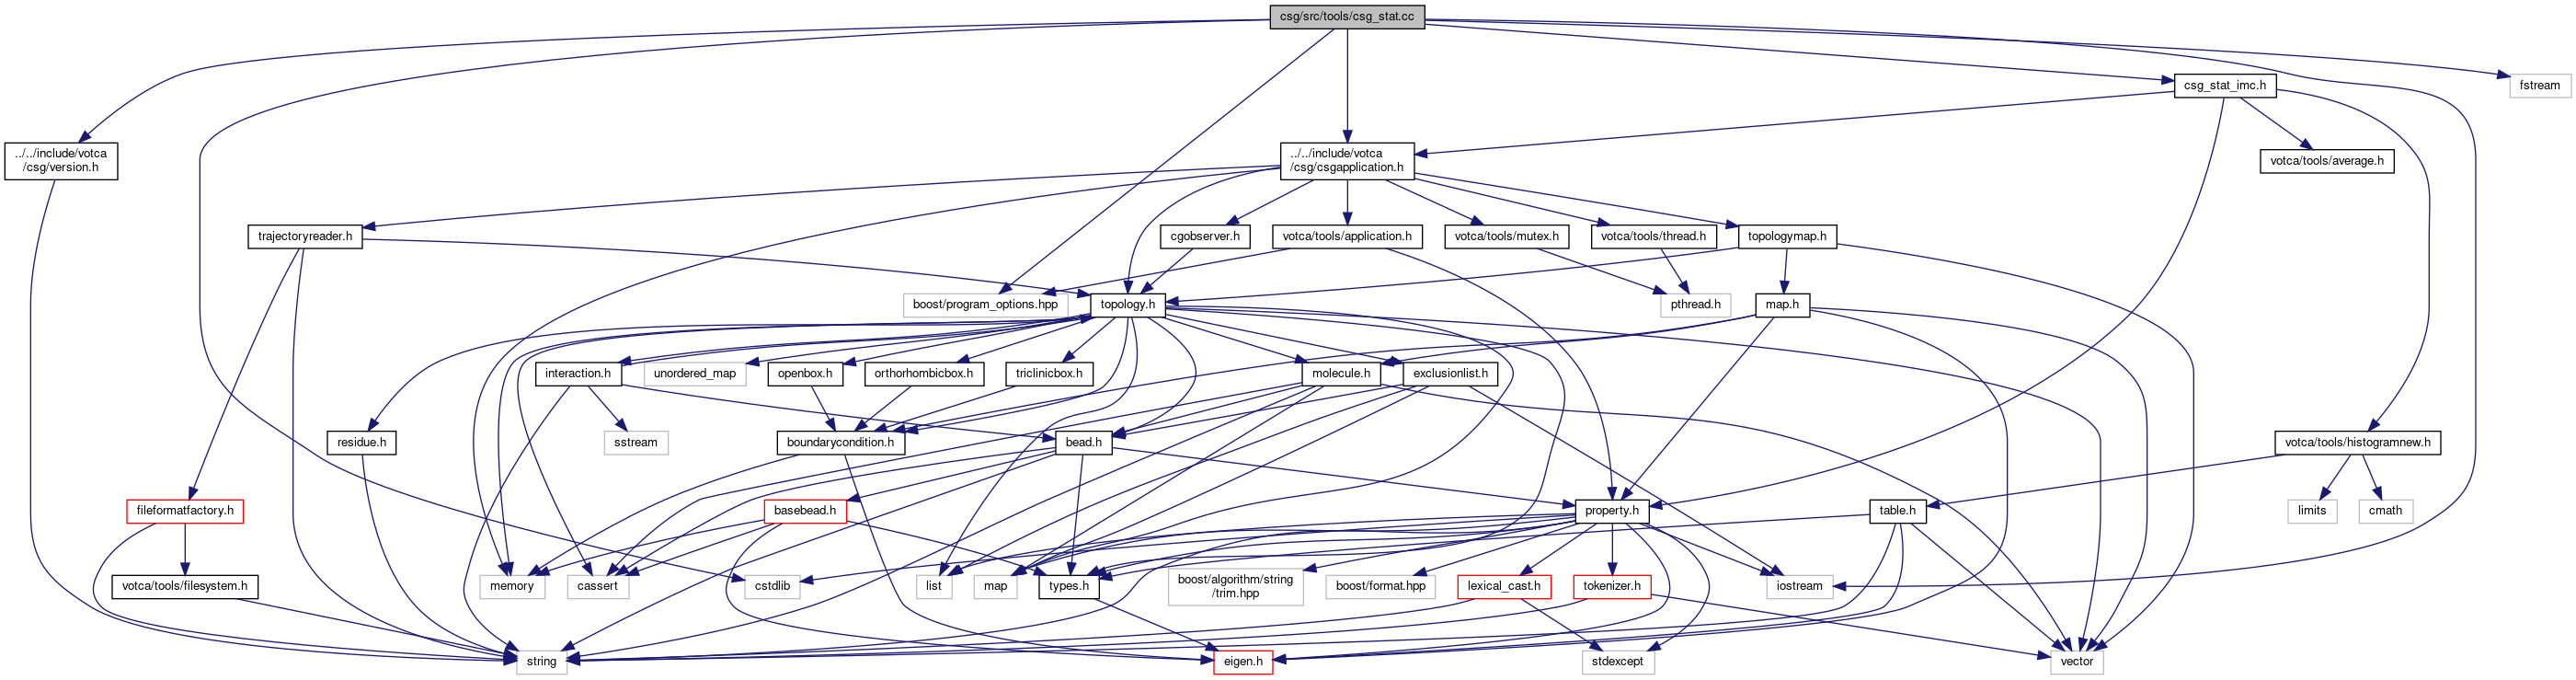 csg/src/tools/csg_stat.cc
csg_stat_imc.h
fstream
../../include/votca
/csg/version.h
../../include/votca
/csg/csgapplication.h
votca/tools/average.h
trajectoryreader.h
cgobserver.h
votca/tools/application.h
votca/tools/mutex.h
votca/tools/thread.h
topologymap.h
boost/program_options.hpp
topology.h
pthread.h
map.h
interaction.h
unordered_map
openbox.h
orthorhombicbox.h
triclinicbox.h
molecule.h
exclusionlist.h
residue.h
sstream
boundarycondition.h
bead.h
votca/tools/histogramnew.h
fileformatfactory.h
basebead.h
property.h
table.h
limits
cmath
votca/tools/filesystem.h
memory
cassert
cstdlib
list
map
types.h
boost/algorithm/string
/trim.hpp
boost/format.hpp
lexical_cast.h
tokenizer.h
iostream
string
eigen.h
stdexcept
vector